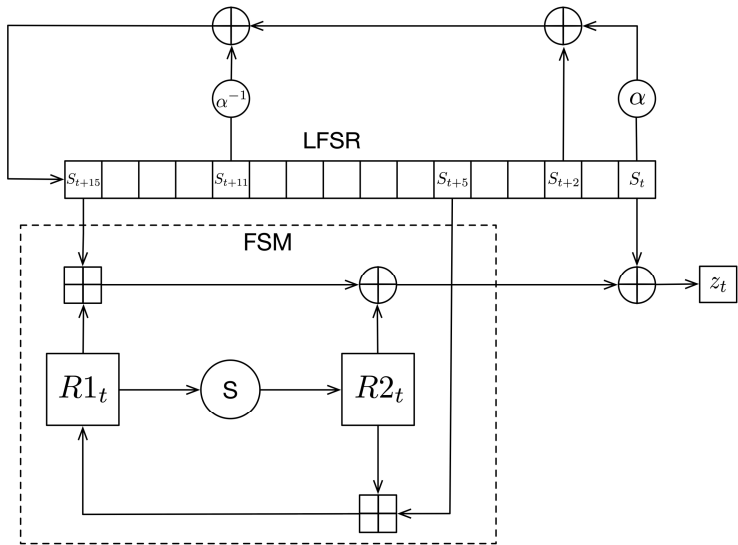 α⁻¹
α
LFSR
S_{t+15} S_{t+11} S_{t+5} S_{t+2} S_t
FSM
z_t
R1_t S R2_t